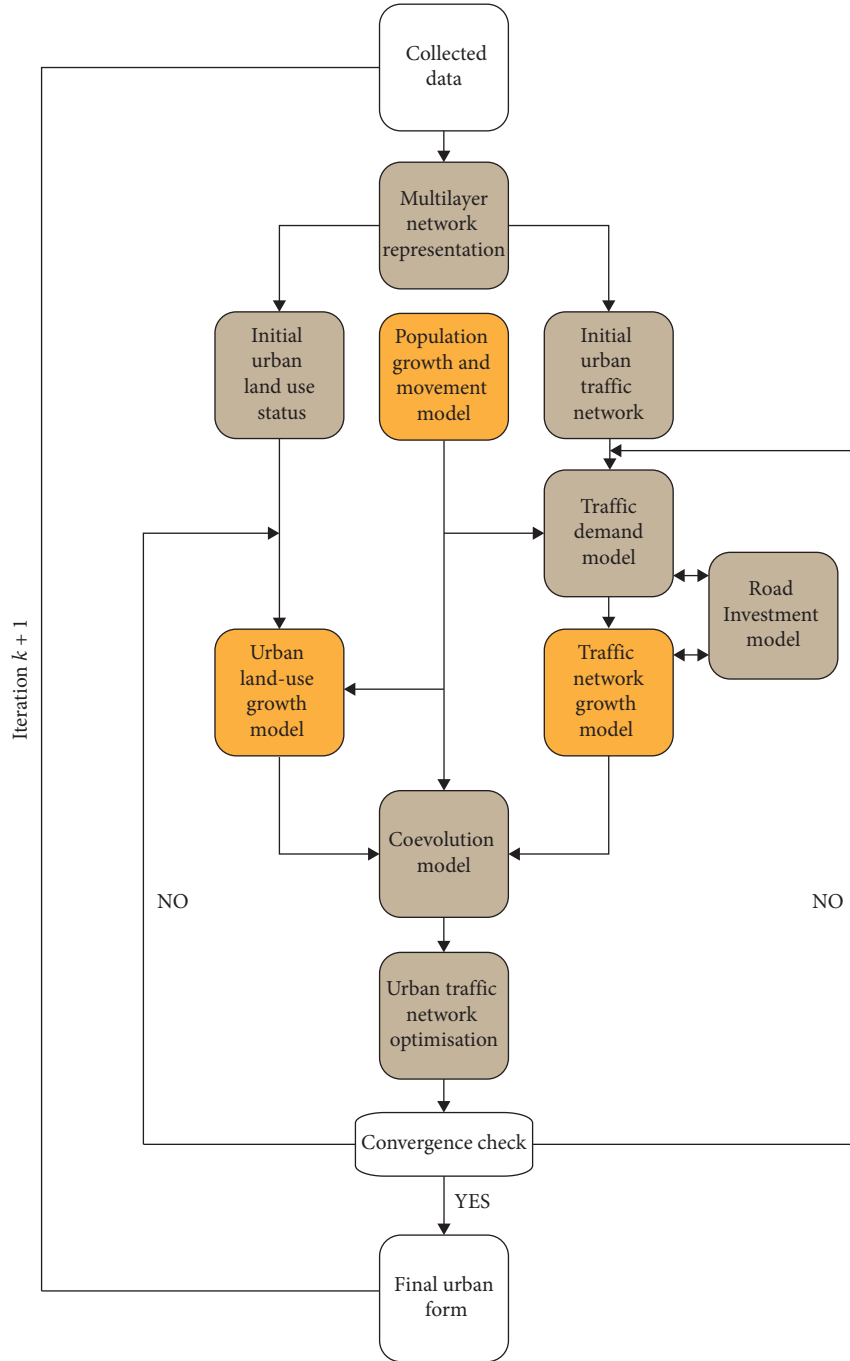 Collected
data
Multilayer
network
representation
Initial
urban
land use
status
Population
growth and
movement
model
Initial
urban
traffic
network
Traffic
demand
model
Road
Investment
model
Iteration k + 1
Urban
land-use
growth
model
Traffic
network
growth
model
Coevolution
model
NO
NO
Urban traffic
network
optimisation
Convergence check
YES
Final urban
form